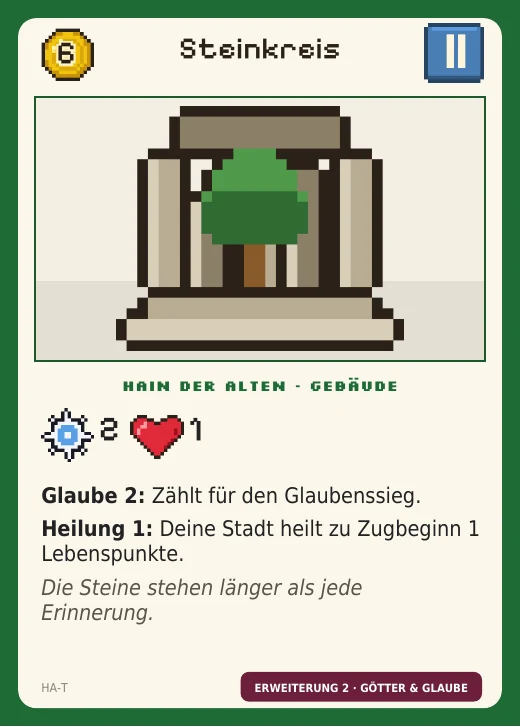 6
Steinkreis
II
HAIN DER ALTEN · GEBÄUDE
2 1
Glaube 2: Zählt für den Glaubenssieg.
Heilung 1: Deine Stadt heilt zu Zugbeginn 1
Lebenspunkte.
Die Steine stehen länger als jede
Erinnerung.
HA-T
ERWEITERUNG 2 · GÖTTER & GLAUBE